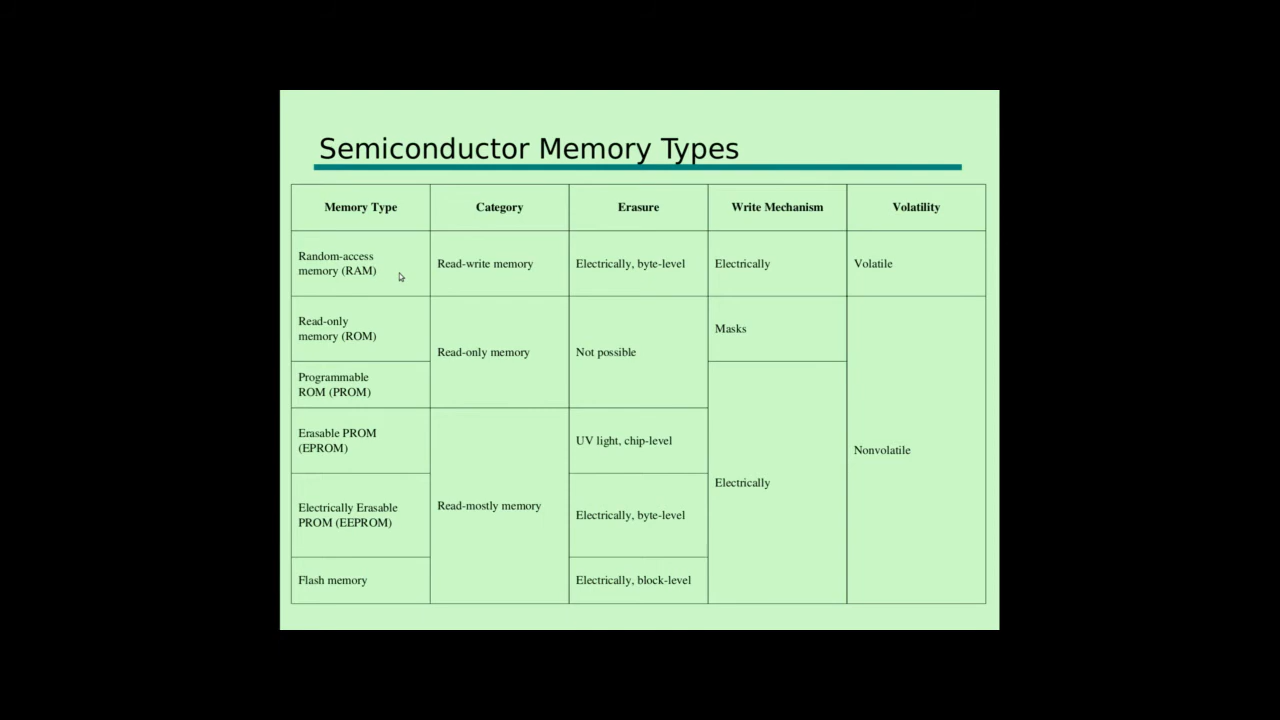 Semiconductor Memory Types
Memory Type
Category
Erasure
Write Mechanism
Volatility
Random-access
memory (RAM)
Read-write memory
Electrically, byte-level
Electrically
Volatile
Read-only
memory (ROM)
Read-only memory
Not possible
Masks
Nonvolatile
Programmable
ROM (PROM)
Electrically
Erasable PROM
(EPROM)
Read-mostly memory
UV light, chip-level
Electrically Erasable
PROM (EEPROM)
Electrically, byte-level
Flash memory
Electrically, block-level